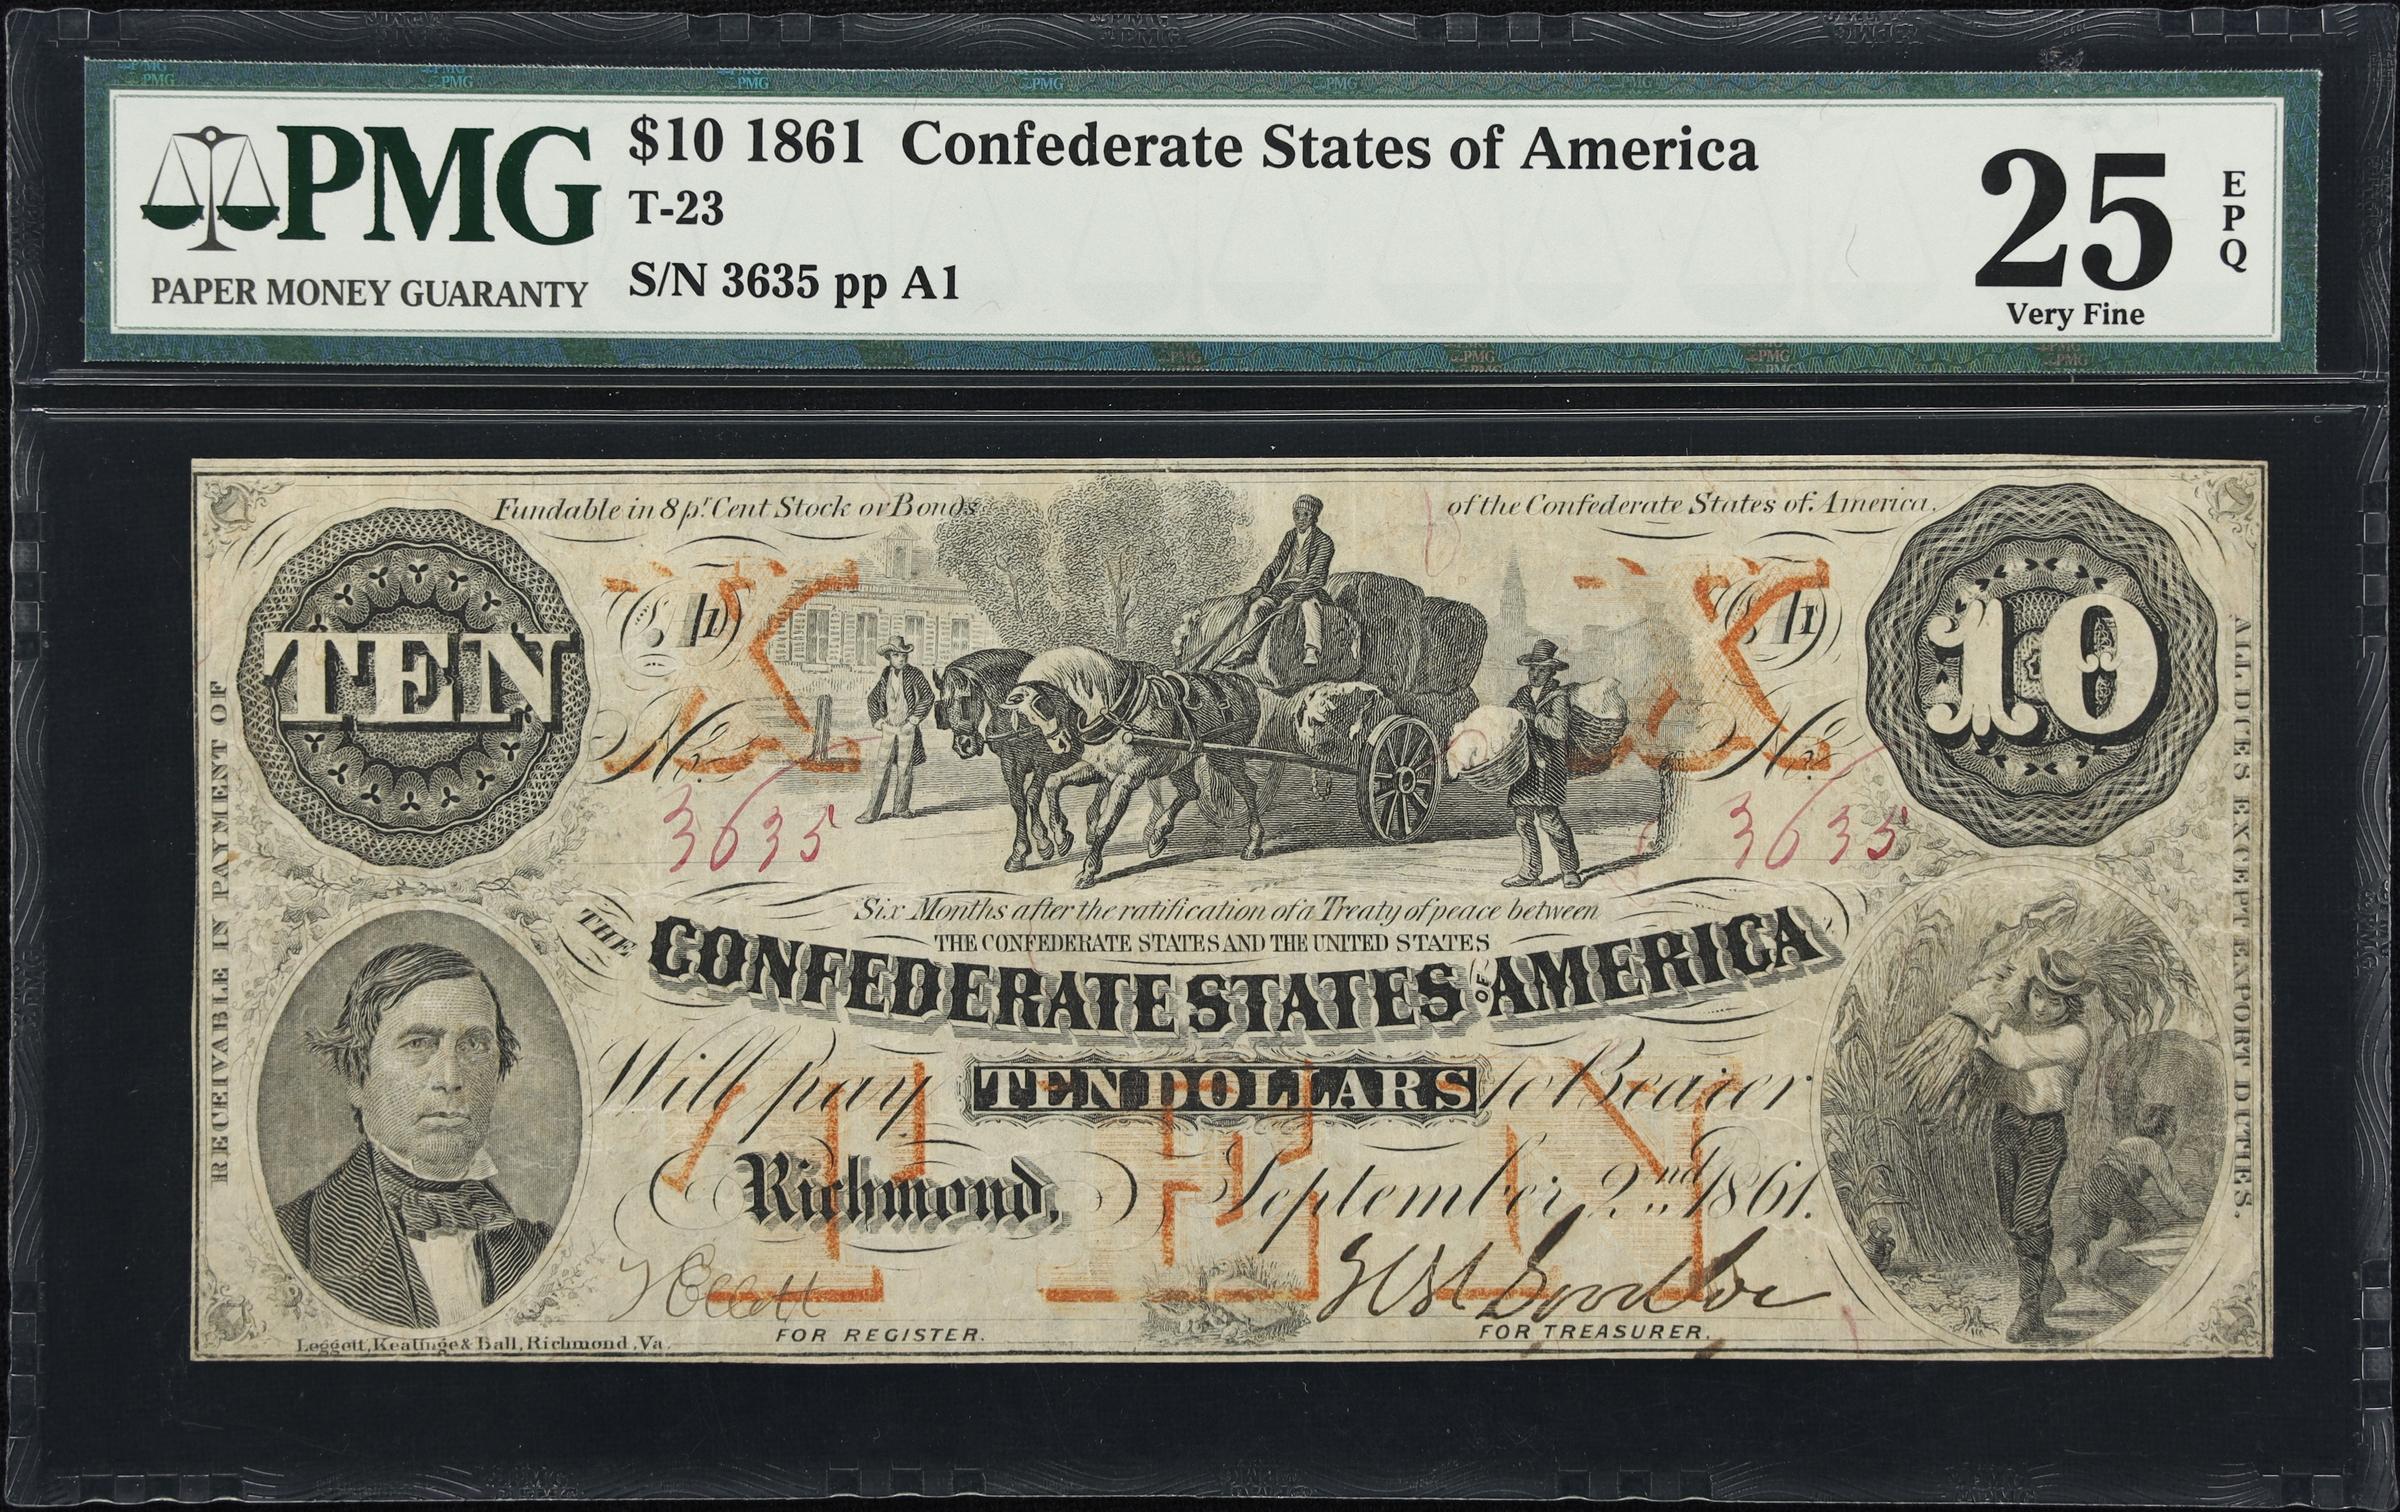 PMG
PAPER MONEY GUARANTY
$10 1861 Confederate States of America
T-23
S/N 3635 pp A1
25
EPQ
Very Fine
Fundable in 8 pr. Cent Stock or Bonds of the Confederate States of America.
TEN
A1
X
X
A1
10
No.
No.
3635
3635
RECEIVABLE IN PAYMENT OF
ALL DUES EXCEPT EXPORT DUTIES.
Six Months after the ratification of a Treaty of peace between
THE CONFEDERATE STATES AND THE UNITED STATES
THE CONFEDERATE STATES OF AMERICA
Will pay TEN DOLLARS to Bearer
TEN
Richmond, September 2nd 1861.
FOR REGISTER.
FOR TREASURER.
Leggett, Keatinge & Ball, Richmond, Va.